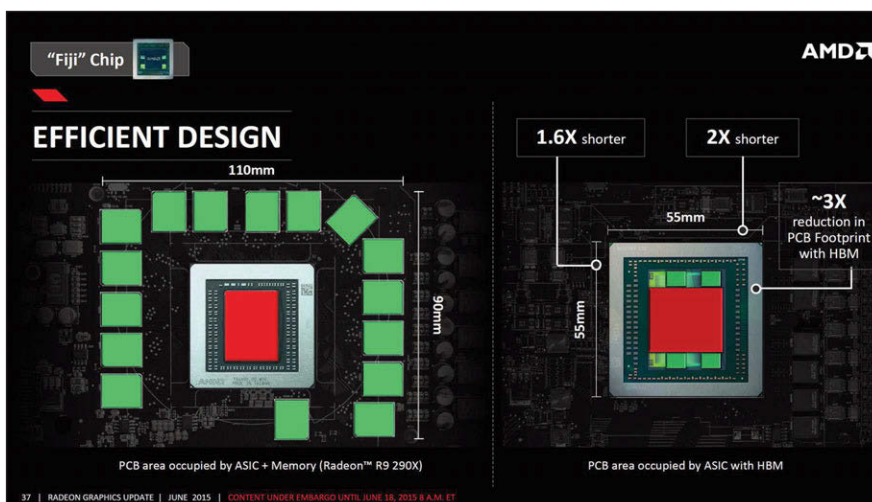 "Fiji" Chip
AMD
EFFICIENT DESIGN
110mm
90mm
PCB area occupied by ASIC + Memory (Radeon™ R9 290X)
1.6X shorter
2X shorter
~3X
reduction in
PCB Footprint
with HBM
55mm
55mm
PCB area occupied by ASIC with HBM
37 | RADEON GRAPHICS UPDATE | JUNE 2015 | CONTENT UNDER EMBARGO UNTIL JUNE 18, 2015 8 A.M. ET